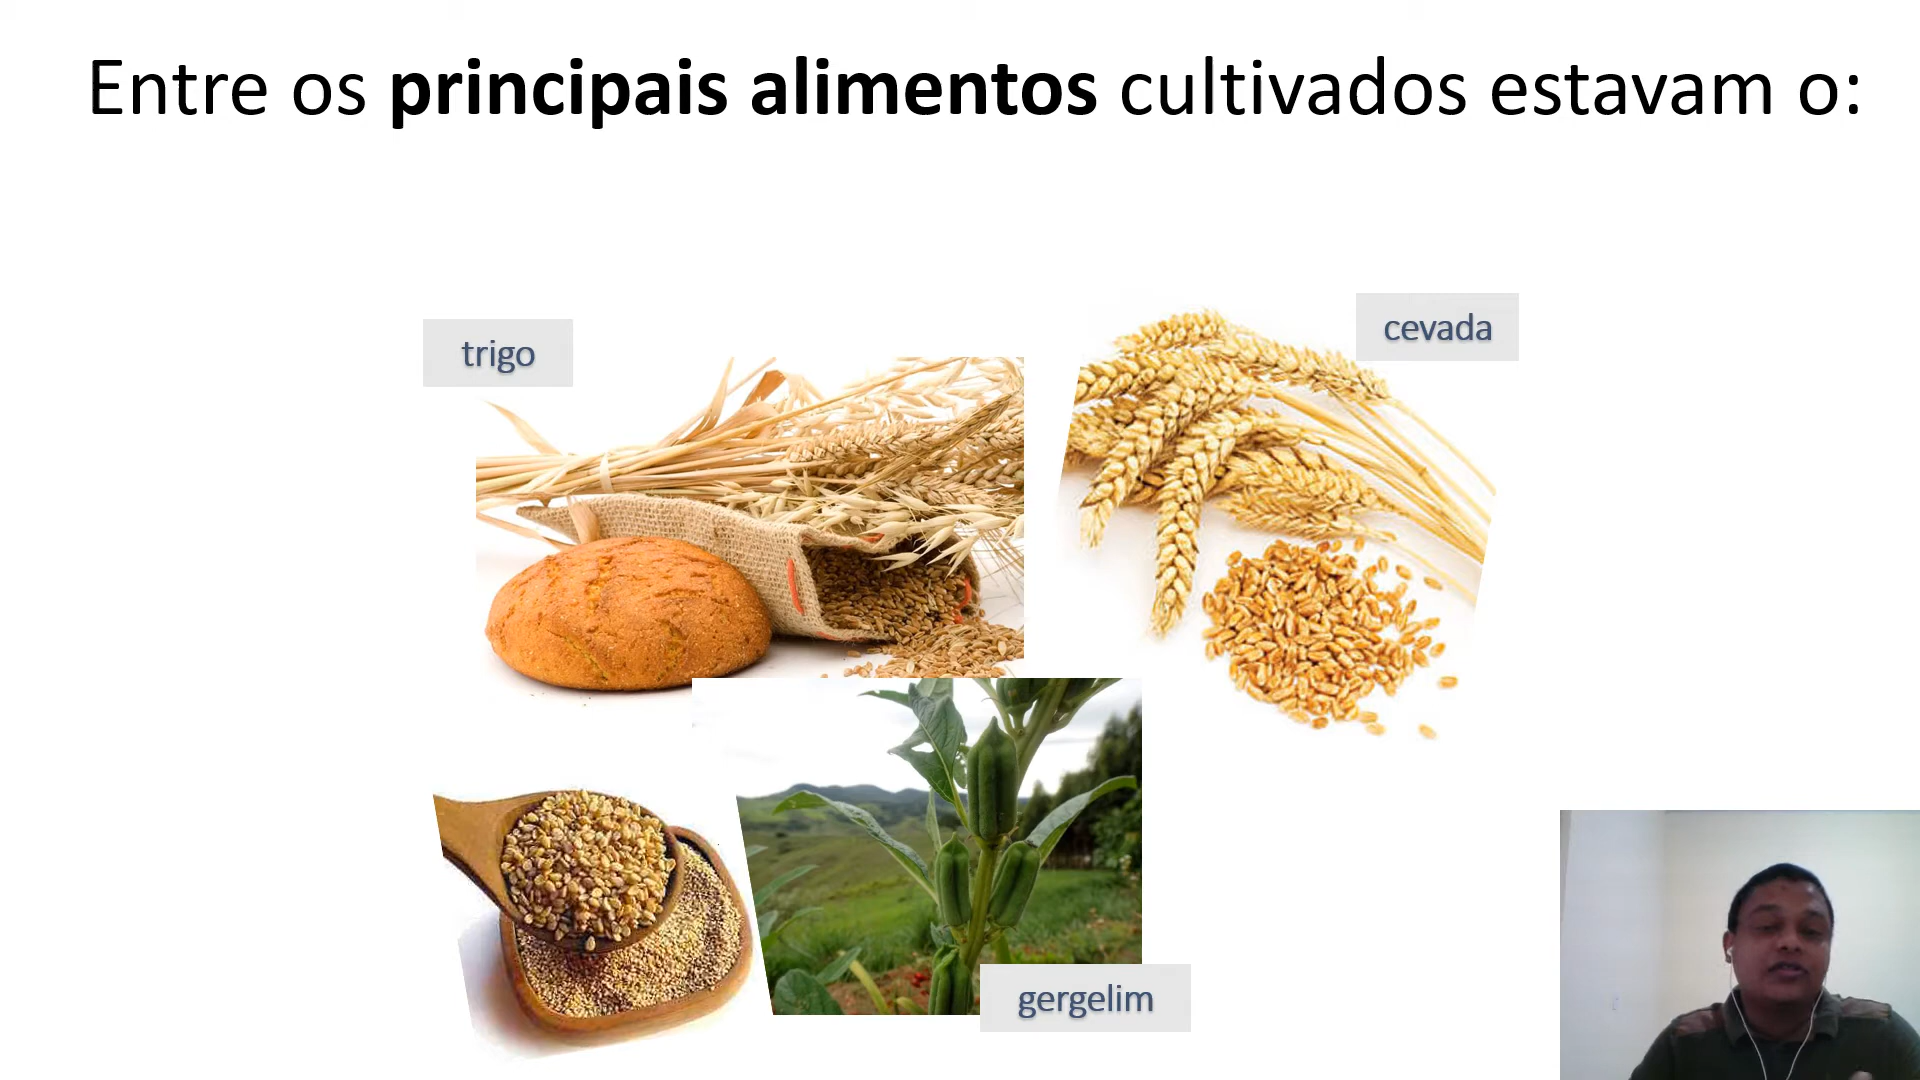 Entre os principais alimentos cultivados estavam o:
trigo
cevada
gergelim